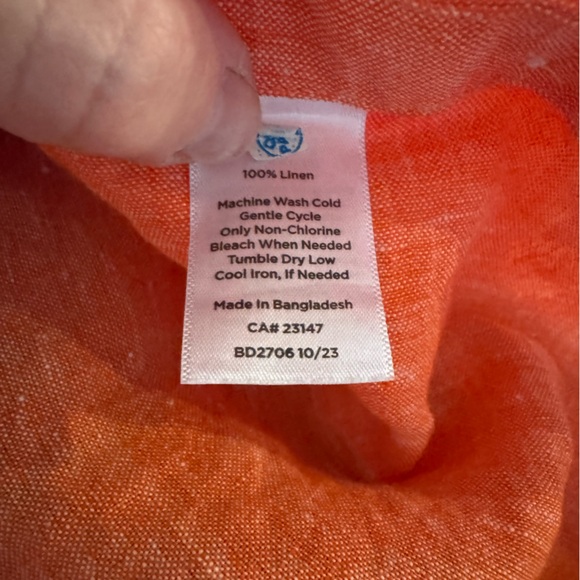 100% Linen
Machine Wash Cold
Gentle Cycle
Only Non-Chlorine
Bleach When Needed
Tumble Dry Low
Cool Iron, If Needed
Made In Bangladesh
CA# 23147
BD2706 10/23